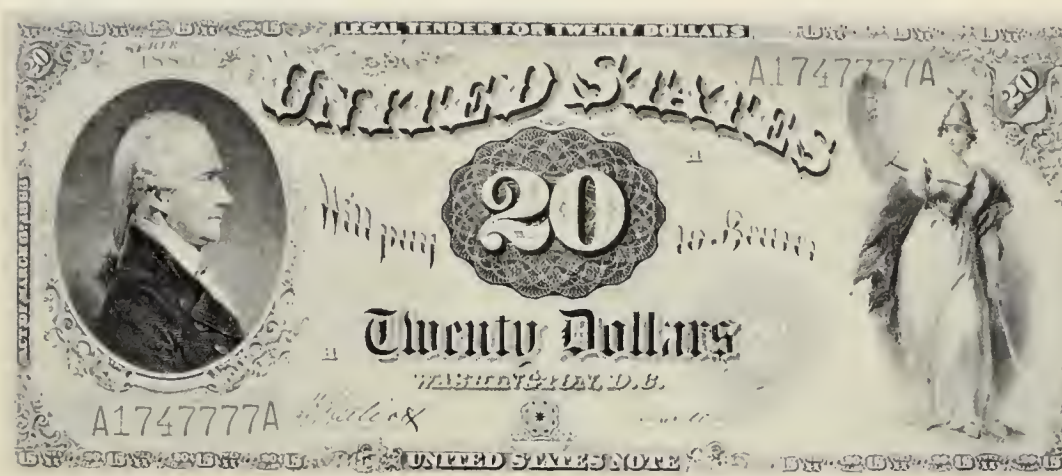 LEGAL TENDER FOR TWENTY DOLLARS
20
20
A1747777A
UNITED STATES
Will pay
20
to Bearer
Twenty Dollars
WASHINGTON, D.C.
A1747777A
UNITED STATES NOTE